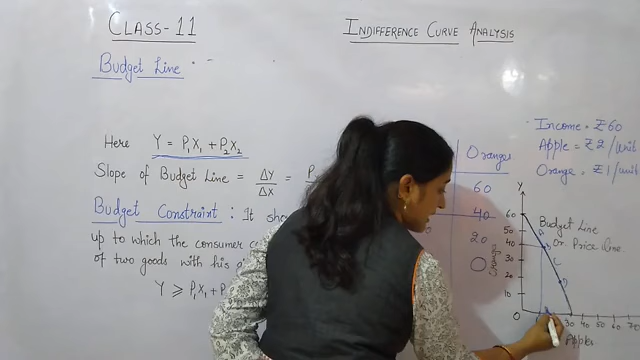 CLASS-11
INDIFFERENCE CURVE ANALYSIS
Budget Line :-
Here Y = P₁X₁ + P₂X₂
Slope of Budget Line = ΔY/ΔX = P
Budget Constraint : It
up to which the consumer
of two goods with his
Y ⩾ P₁X₁ + P
Oranges
60
40
20
0
Income = ₹60
Apple = ₹2/unit
Orange = ₹1/unit
Y
60
50
40
30
20
10
0
Budget Line
Or Price line
30 40 50 60 70
Apples